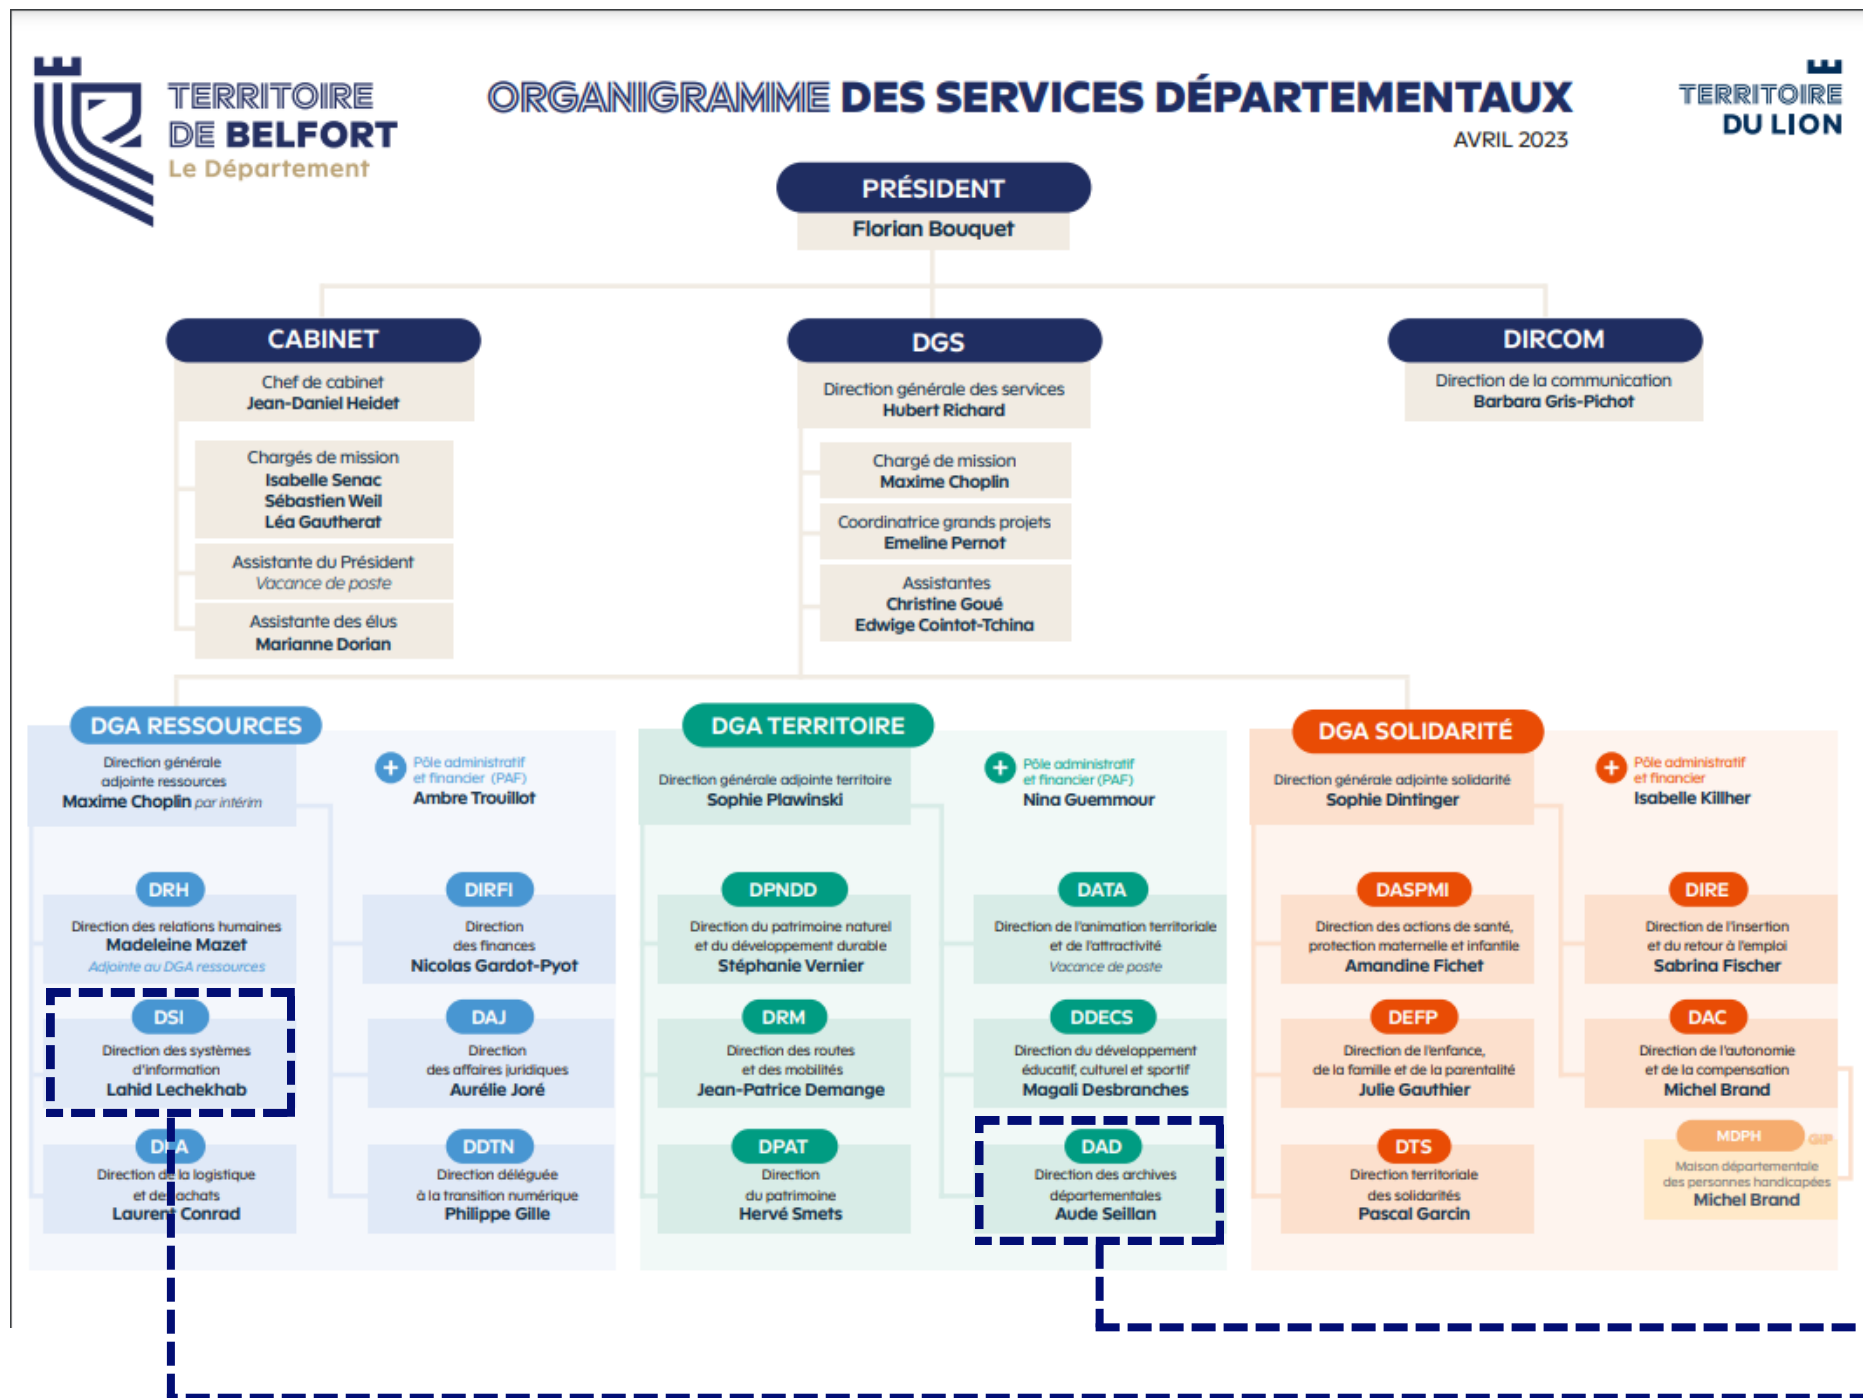 TERRITOIRE
DE BELFORT
Le Département
ORGANIGRAMME DES SERVICES DÉPARTEMENTAUX
AVRIL 2023
TERRITOIRE
DU LION
PRÉSIDENT
Florian Bouquet
CABINET
Chef de cabinet
Jean-Daniel Heidet
Chargés de mission
Isabelle Senac
Sébastien Weil
Léa Gautherat
Assistante du Président
Vacance de poste
Assistante des élus
Marianne Dorian
DGS
Direction générale des services
Hubert Richard
Chargé de mission
Maxime Choplin
Coordinatrice grands projets
Emeline Pernot
Assistantes
Christine Goué
Edwige Cointot-Tchina
DIRCOM
Direction de la communication
Barbara Gris-Pichot
DGA RESSOURCES
Direction générale
adjointe ressources
Maxime Choplin par intérim
Pôle administratif
et financier (PAF)
Ambre Trouillot
DRH
Direction des relations humaines
Madeleine Mazet
Adjointe au DGA ressources
DIRFI
Direction
des finances
Nicolas Gardot-Pyot
DSI
Direction des systèmes
d'information
Lahid Lechekhab
DAJ
Direction
des affaires juridiques
Aurélie Joré
DLA
Direction de la logistique
et des achats
Laurent Conrad
DDTN
Direction déléguée
à la transition numérique
Philippe Gille
DGA TERRITOIRE
Direction générale adjointe territoire
Sophie Plawinski
Pôle administratif
et financier (PAF)
Nina Guemmour
DPNDD
Direction du patrimoine naturel
et du développement durable
Stéphanie Vernier
DATA
Direction de l'animation territoriale
et de l'attractivité
Vacance de poste
DRM
Direction des routes
et des mobilités
Jean-Patrice Demange
DDECS
Direction du développement
éducatif, culturel et sportif
Magali Desbranches
DPAT
Direction
du patrimoine
Hervé Smets
DAD
Direction des archives
départementales
Aude Seillan
DGA SOLIDARITÉ
Direction générale adjointe solidarité
Sophie Dintinger
Pôle administratif
et financier
Isabelle Killher
DASPMI
Direction des actions de santé,
protection maternelle et infantile
Amandine Fichet
DIRE
Direction de l'insertion
et du retour à l'emploi
Sabrina Fischer
DEFP
Direction de l'enfance,
de la famille et de la parentalité
Julie Gauthier
DAC
Direction de l'autonomie
et de la compensation
Michel Brand
DTS
Direction territoriale
des solidarités
Pascal Garcin
MDPH
GIP
Maison départementale
des personnes handicapées
Michel Brand